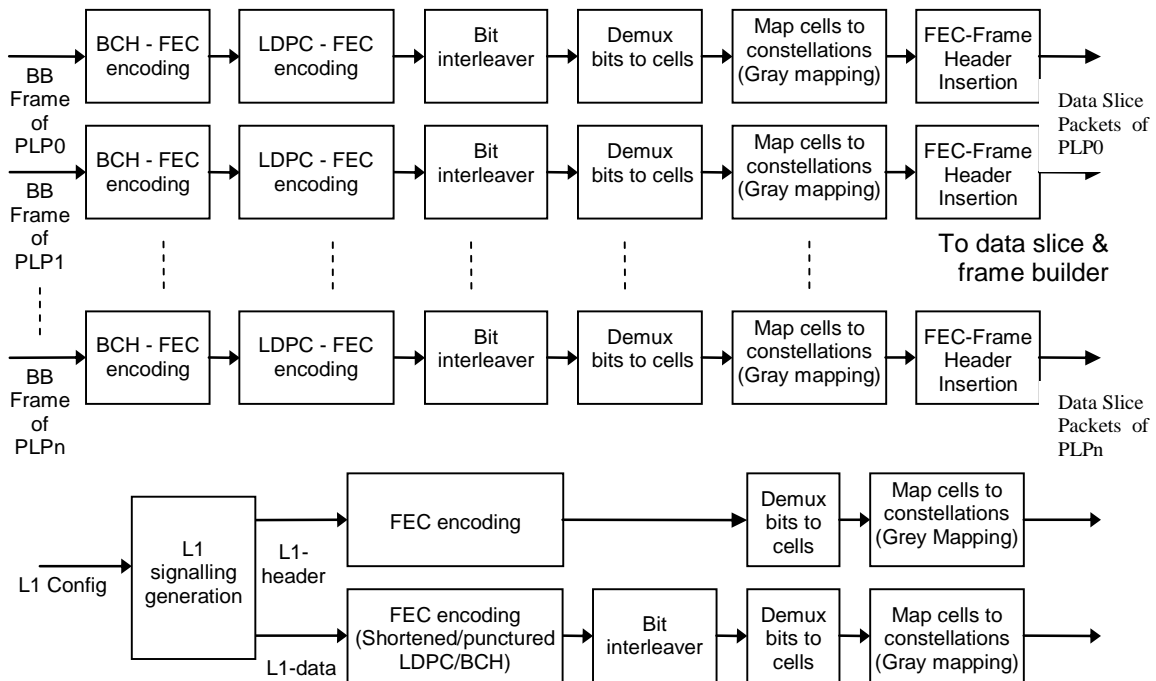 BCH - FEC
encoding
LDPC - FEC
encoding
Bit
interleaver
Demux
bits to cells
Map cells to
constellations
(Gray mapping)
FEC-Frame
Header
Insertion
BB
Frame
of
PLP0
Data Slice
Packets of
PLP0
BCH - FEC
encoding
LDPC - FEC
encoding
Bit
interleaver
Demux
bits to cells
Map cells to
constellations
(Gray mapping)
FEC-Frame
Header
Insertion
BB
Frame
of
PLP1
To data slice &
frame builder
BCH - FEC
encoding
LDPC - FEC
encoding
Bit
interleaver
Demux
bits to cells
Map cells to
constellations
(Gray mapping)
FEC-Frame
Header
Insertion
BB
Frame
of
PLPn
Data Slice
Packets of
PLPn
L1 Config
L1
signalling
generation
L1-
header
FEC encoding
Demux
bits to
cells
Map cells to
constellations
(Grey Mapping)
L1-data
FEC encoding
(Shortened/punctured
LDPC/BCH)
Bit
interleaver
Demux
bits to
cells
Map cells to
constellations
(Gray mapping)